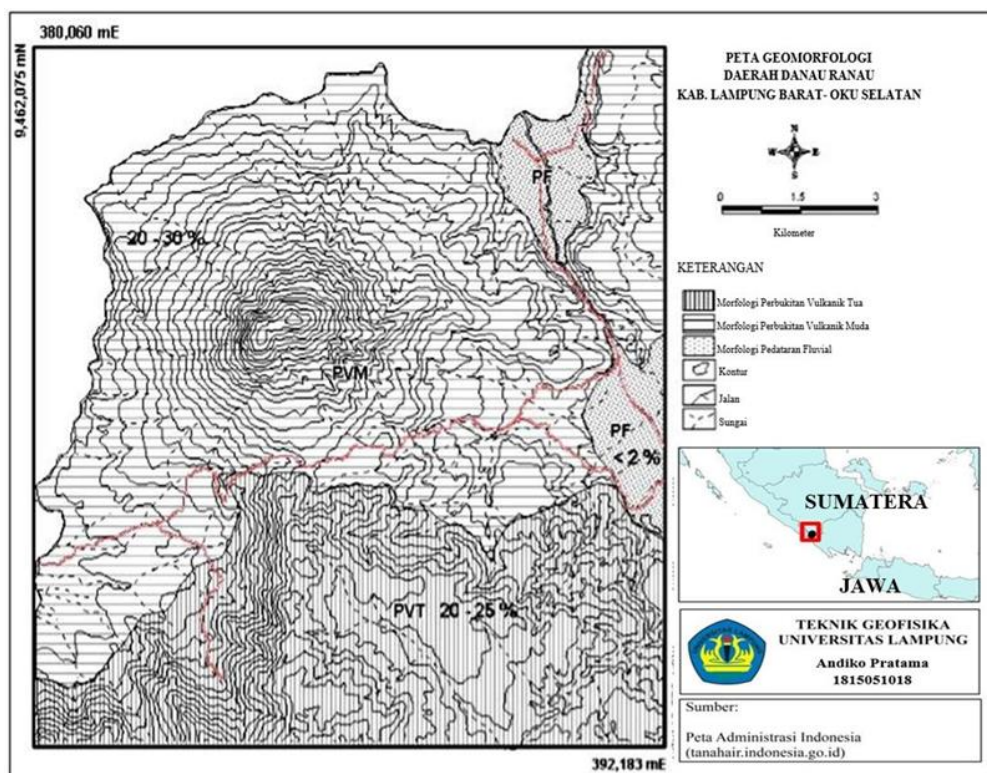 380,060 mE
9,462,075 mN
20 - 30 %
PF
PVM
PF
< 2 %
PVT 20 - 25 %
392,183 mE
PETA GEOMORFOLOGI
DAERAH DANAU RANAU
KAB. LAMPUNG BARAT- OKU SELATAN
N
W E
S
0 1.5 3
Kilometer
KETERANGAN
Morfologi Perbukitan Vulkanik Tua
Morfologi Perbukitan Vulkanik Muda
Morfologi Pedataran Fluvial
Kontur
Jalan
Sungai
SUMATERA
JAWA
TEKNIK GEOFISIKA
UNIVERSITAS LAMPUNG
Andiko Pratama
1815051018
Sumber:
Peta Administrasi Indonesia
(tanahair.indonesia.go.id)